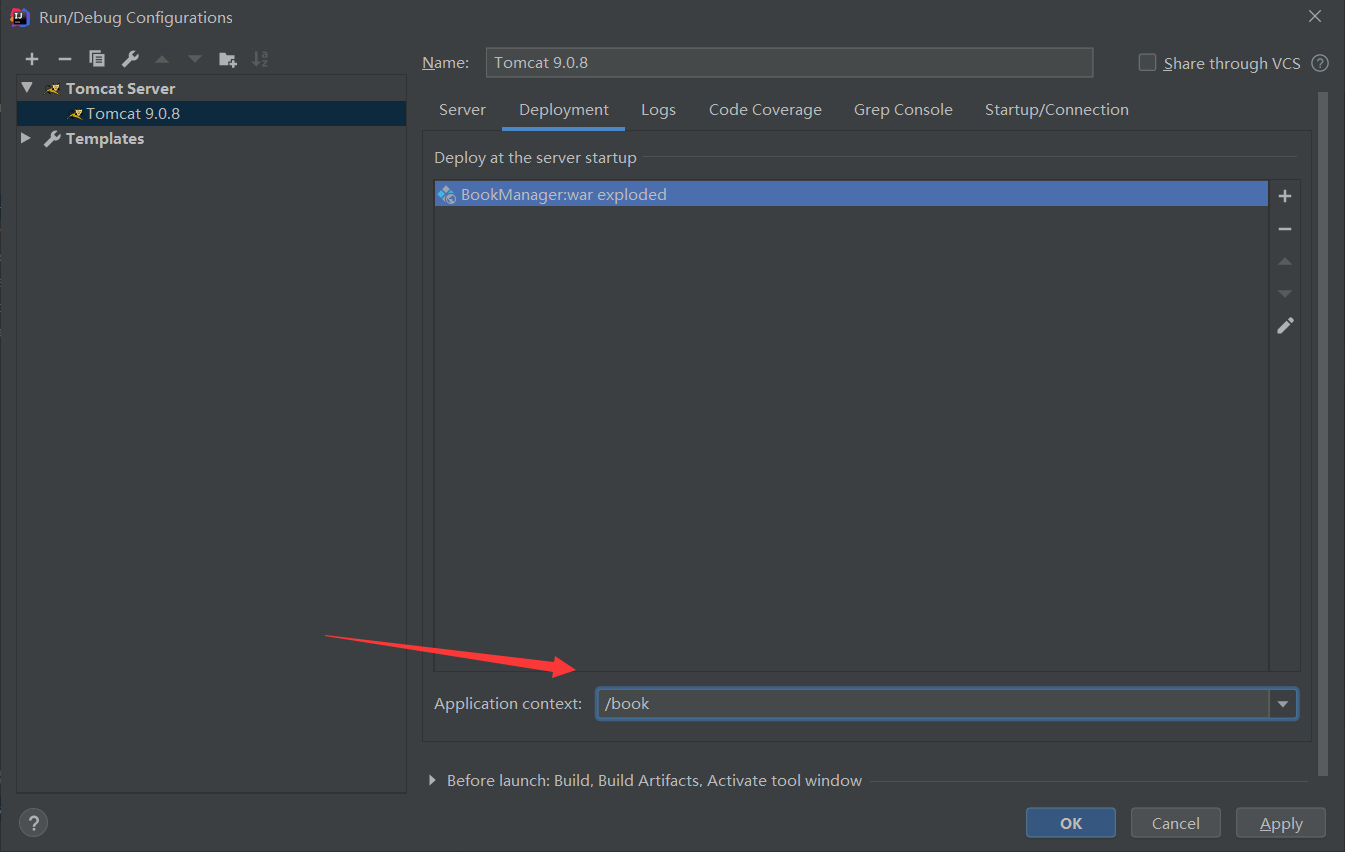 Run/Debug Configurations
Tomcat Server
Tomcat 9.0.8
Templates
Name: Tomcat 9.0.8 Share through VCS ?
Server Deployment Logs Code Coverage Grep Console Startup/Connection
Deploy at the server startup
BookManager:war exploded
Application context: /book
Before launch: Build, Build Artifacts, Activate tool window
? OK Cancel Apply